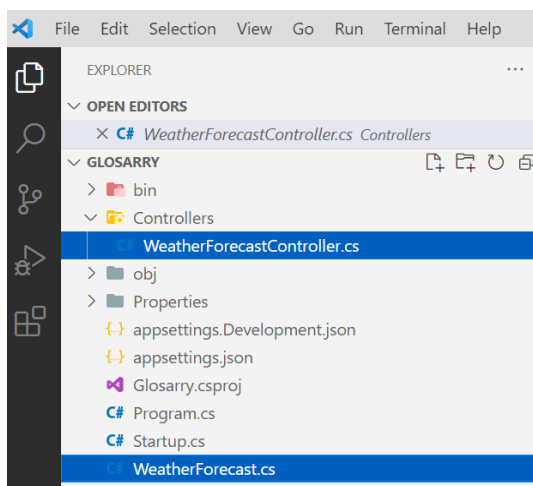 File Edit Selection View Go Run Terminal Help
EXPLORER ...
OPEN EDITORS
C# WeatherForecastController.cs Controllers
GLOSARRY
bin
Controllers
C# WeatherForecastController.cs
obj
Properties
{..} appsettings.Development.json
{..} appsettings.json
Glosarry.csproj
C# Program.cs
C# Startup.cs
C# WeatherForecast.cs